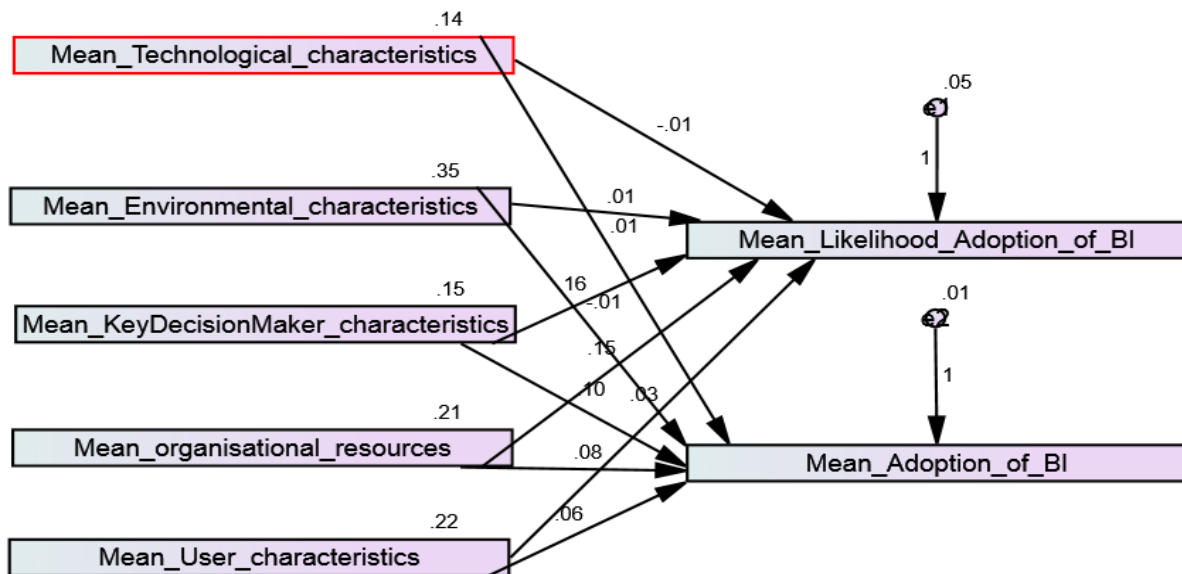 .14
Mean_Technological_characteristics
.05
-.01
1
.35
Mean_Environmental_characteristics
.01
.01
Mean_Likelihood_Adoption_of_BI
.15
16
-.01
.01
Mean_KeyDecisionMaker_characteristics
e2
.15
1
.10
.03
.21
Mean_organisational_resources
.08
Mean_Adoption_of_BI
.06
.22
Mean_User_characteristics